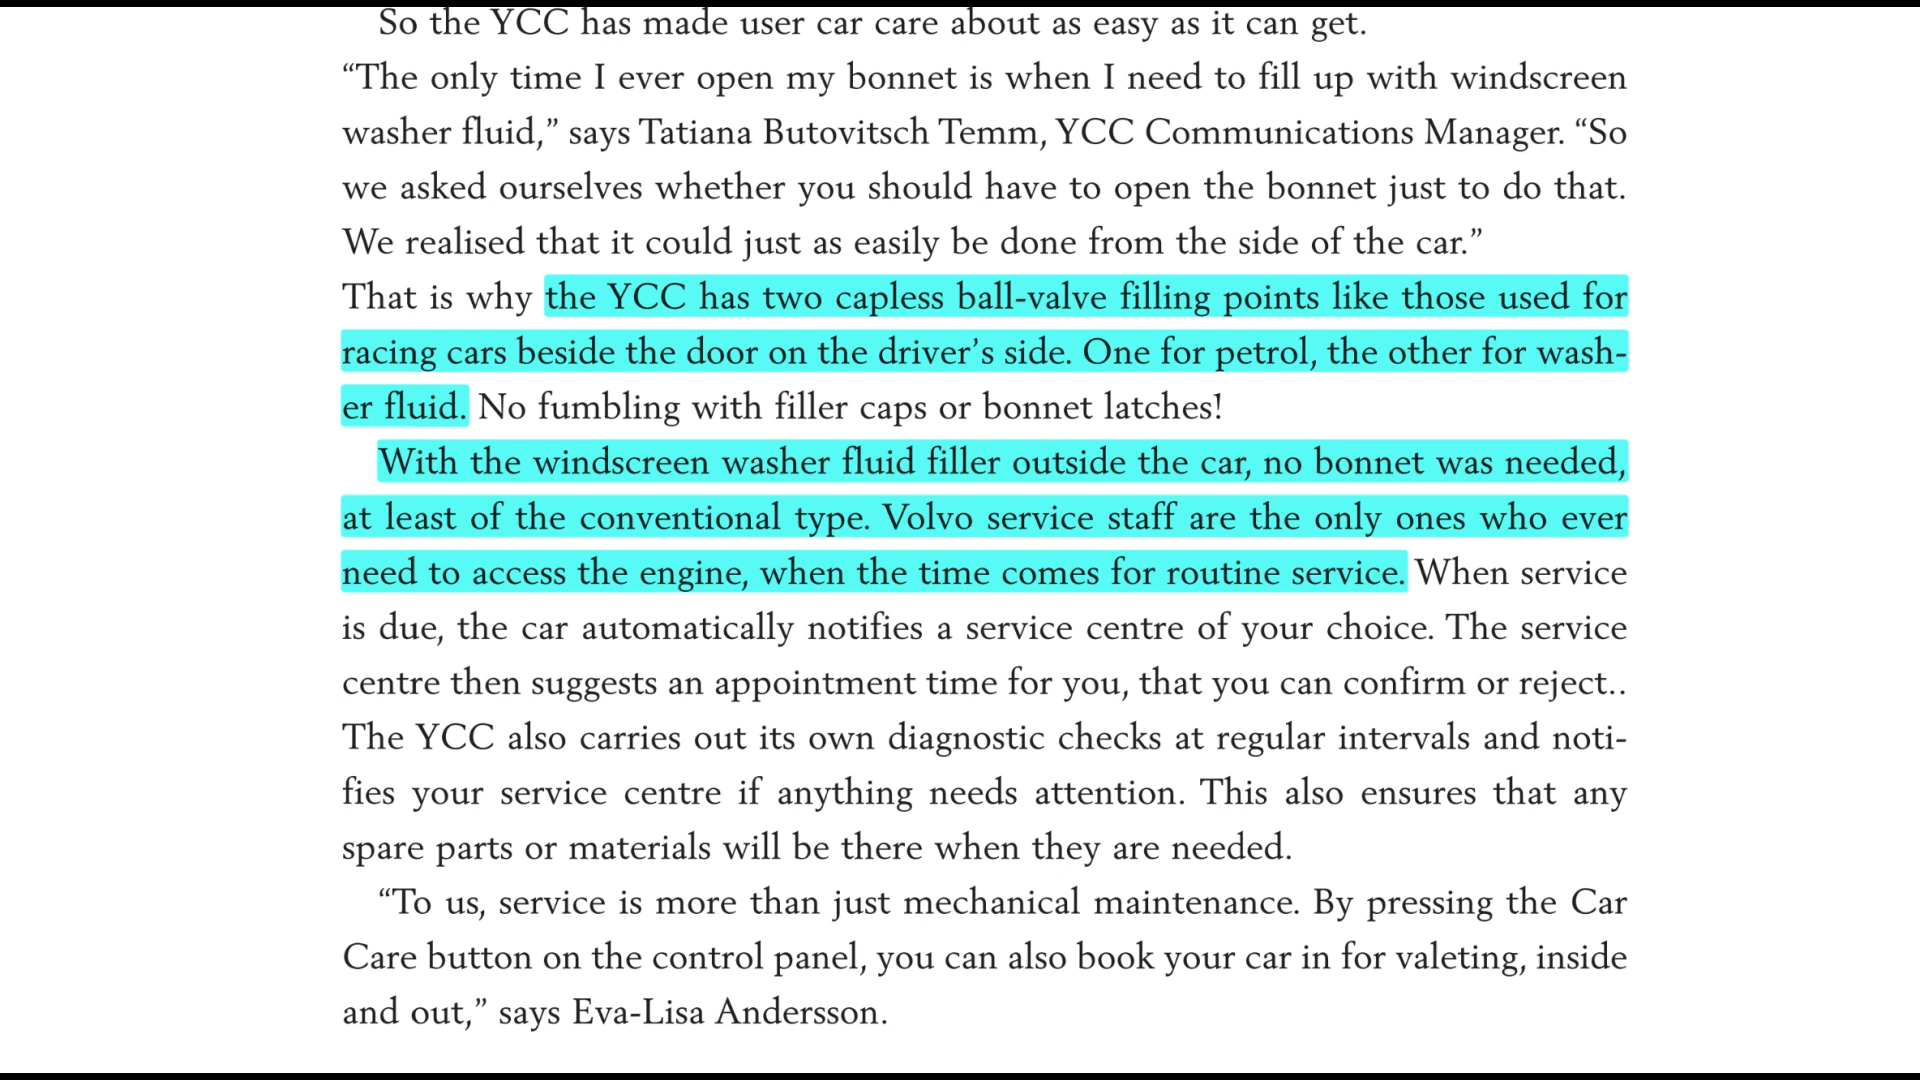 So the YCC has made user car care about as easy as it can get.
“The only time I ever open my bonnet is when I need to fill up with windscreen
washer fluid,” says Tatiana Butovitsch Temm, YCC Communications Manager. “So
we asked ourselves whether you should have to open the bonnet just to do that.
We realised that it could just as easily be done from the side of the car.”
That is why the YCC has two capless ball-valve filling points like those used for
racing cars beside the door on the driver’s side. One for petrol, the other for wash-
er fluid. No fumbling with filler caps or bonnet latches!
With the windscreen washer fluid filler outside the car, no bonnet was needed,
at least of the conventional type. Volvo service staff are the only ones who ever
need to access the engine, when the time comes for routine service. When service
is due, the car automatically notifies a service centre of your choice. The service
centre then suggests an appointment time for you, that you can confirm or reject..
The YCC also carries out its own diagnostic checks at regular intervals and noti-
fies your service centre if anything needs attention. This also ensures that any
spare parts or materials will be there when they are needed.
“To us, service is more than just mechanical maintenance. By pressing the Car
Care button on the control panel, you can also book your car in for valeting, inside
and out,” says Eva-Lisa Andersson.